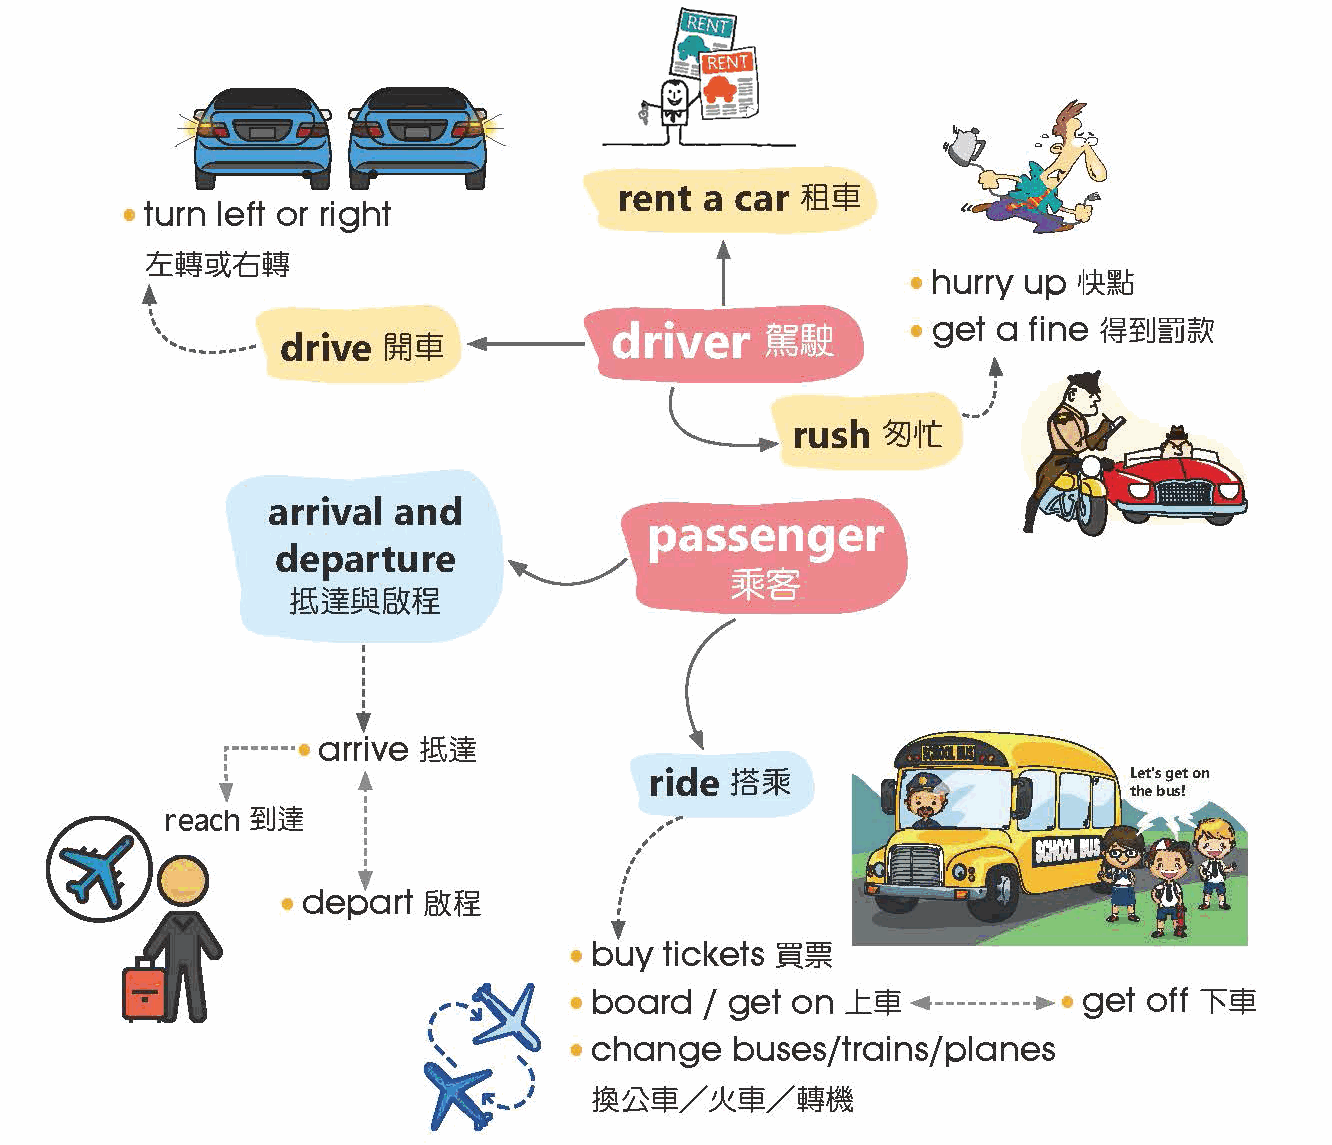 RENT
RENT
turn left or right
左轉或右轉
rent a car 租車
hurry up 快點
get a fine 得到罰款
drive 開車
driver 駕駛
rush 匆忙
arrival and
departure
抵達與啟程
passenger
乘客
arrive 抵達
reach 到達
depart 啟程
ride 搭乘
SCHOOL BUS
SCHOOL BUS
Let's get on
the bus!
buy tickets 買票
board / get on 上車
get off 下車
change buses/trains/planes
換公車／火車／轉機